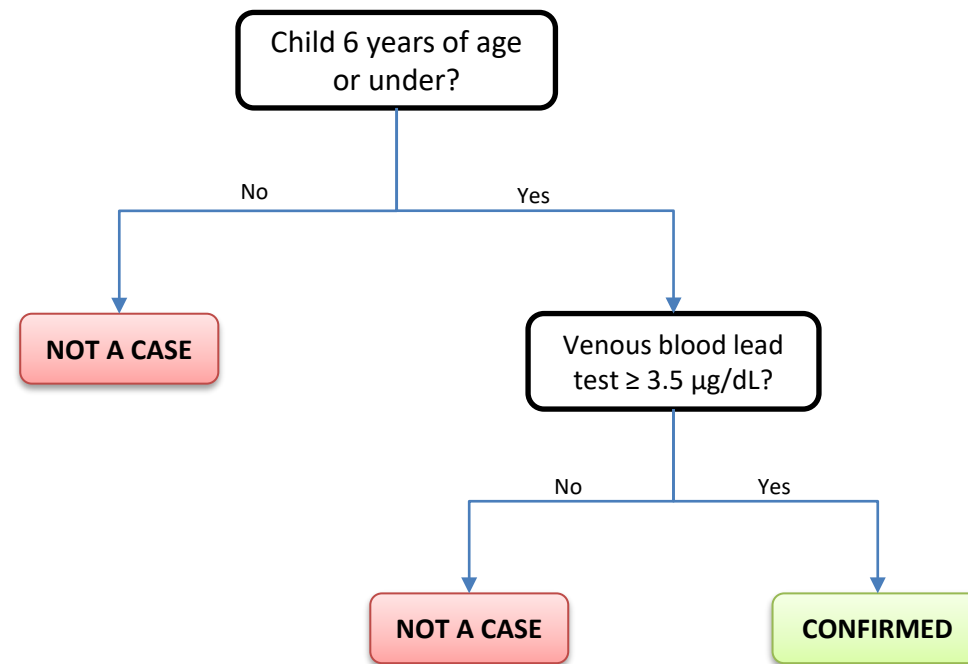 Child 6 years of age
or under?
No
Yes
NOT A CASE
Venous blood lead
test ≥ 3.5 µg/dL?
No
Yes
NOT A CASE
CONFIRMED